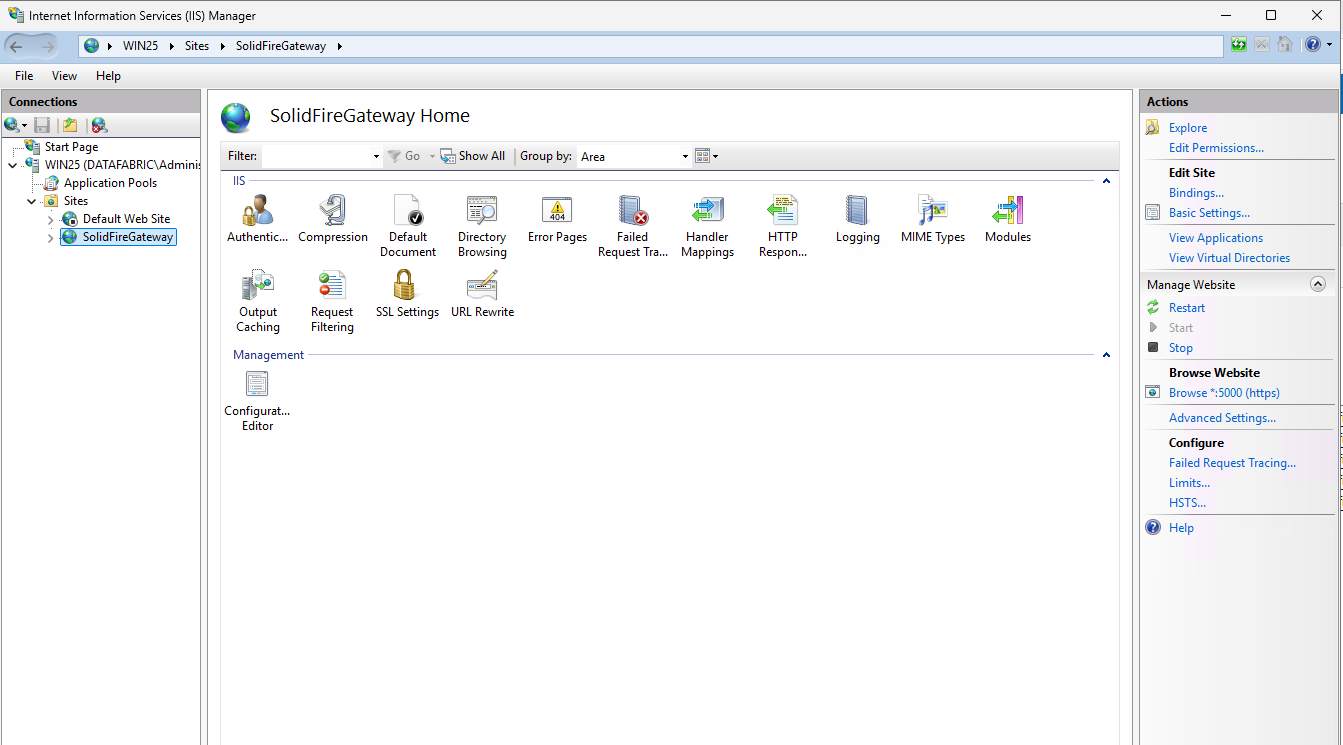 Internet Information Services (IIS) Manager
WIN25 Sites SolidFireGateway
File View Help
Connections
Start Page
WIN25 (DATAFABRIC\Adminis
Application Pools
Sites
Default Web Site
SolidFireGateway
SolidFireGateway Home
Filter: Go Show All Group by: Area
IIS
Authentic...
Compression
Default
Document
Directory
Browsing
Error Pages
404
Failed
Request Tra...
Handler
Mappings
HTTP
Respon...
Logging
MIME Types
Modules
Output
Caching
Request
Filtering
SSL Settings
URL Rewrite
Management
Configurat...
Editor
Actions
Explore
Edit Permissions...
Edit Site
Bindings...
Basic Settings...
View Applications
View Virtual Directories
Manage Website
Restart
Start
Stop
Browse Website
Browse *:5000 (https)
Advanced Settings...
Configure
Failed Request Tracing...
Limits...
HSTS...
Help